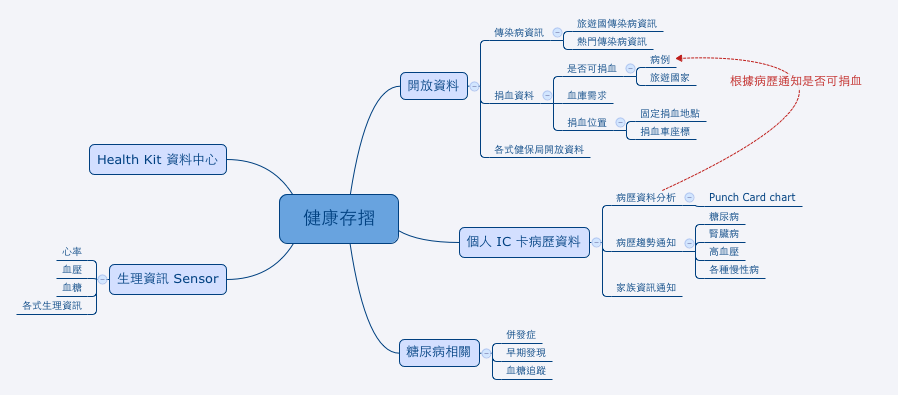 健康存摺
開放資料
傳染病資訊
旅遊國傳染病資訊
熱門傳染病資訊
捐血資料
是否可捐血
病例
旅遊國家
血庫需求
捐血位置
固定捐血地點
捐血車座標
各式健保局開放資料
根據病歷通知是否可捐血
個人 IC 卡病歷資料
病歷資料分析
Punch Card chart
病歷趨勢通知
糖尿病
腎臟病
高血壓
各種慢性病
家族資訊通知
糖尿病相關
併發症
早期發現
血糖追蹤
Health Kit 資料中心
生理資訊 Sensor
心率
血壓
血糖
各式生理資訊